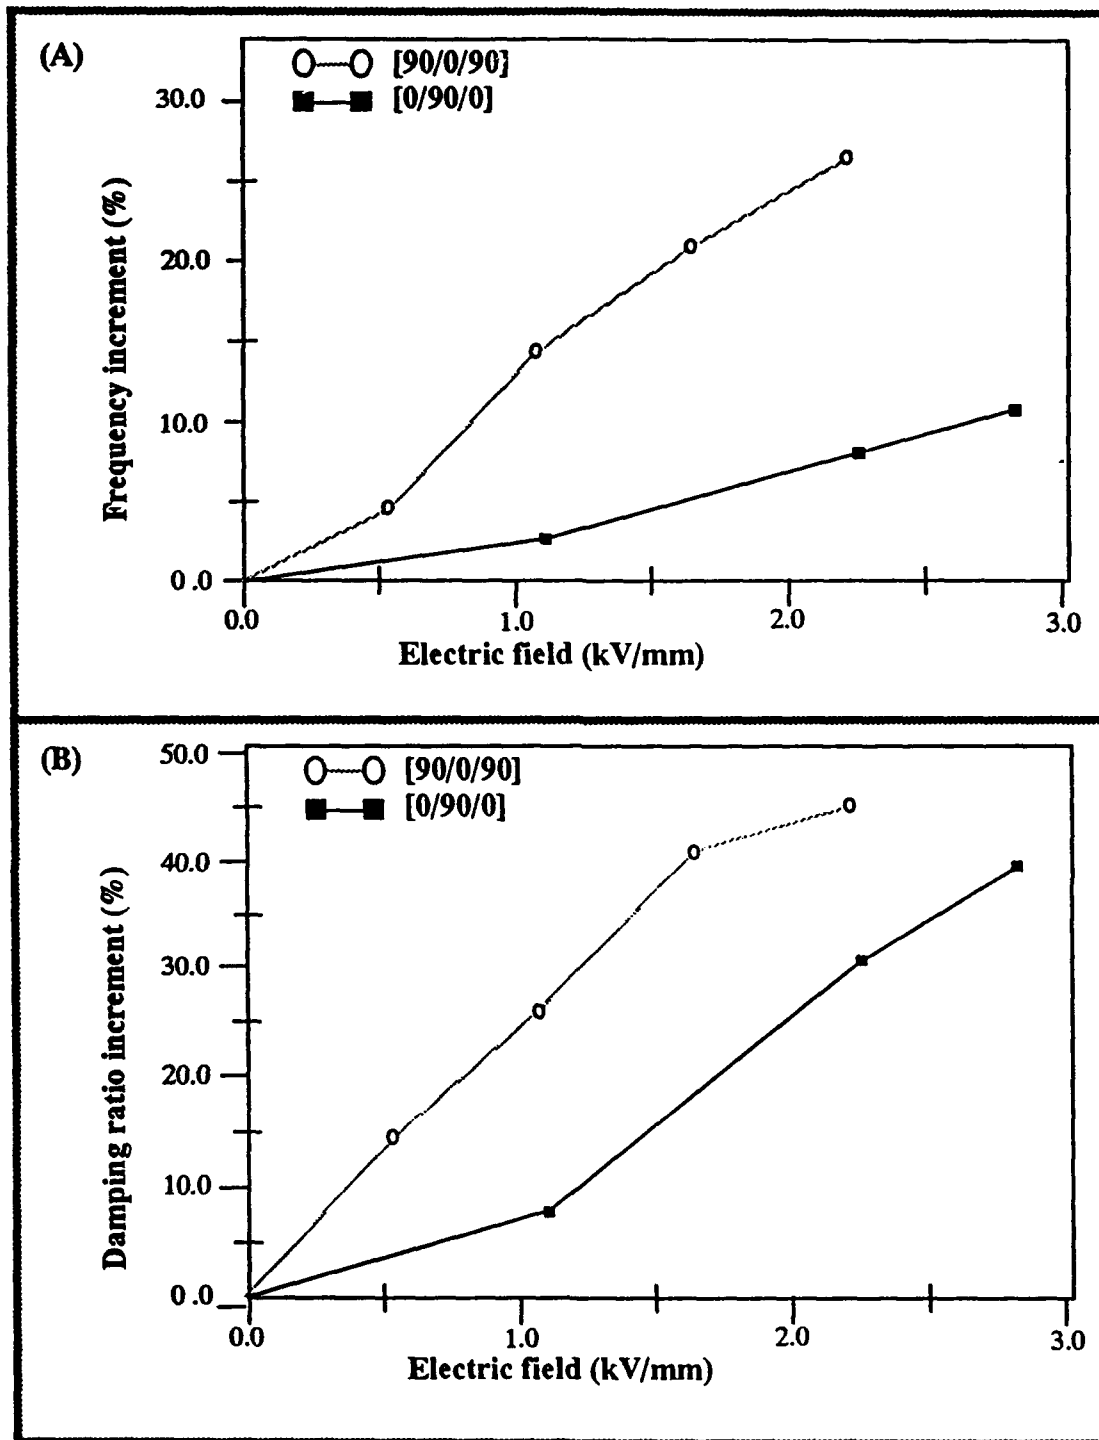 (A)
[90/0/90]
[0/90/0]
30.0
20.0
10.0
0 .0
Frequency increment (%)
0.0 1.0 2.0 3.0
Electric field (kV/mm)
(B)
[90/0/90]
[0/90/0]
50.0
40.0
30.0
20.0
10.0
0 .0
Damping ratio increment (%)
0.0 1.0 2.0 3.0
Electric field (kV/mm)